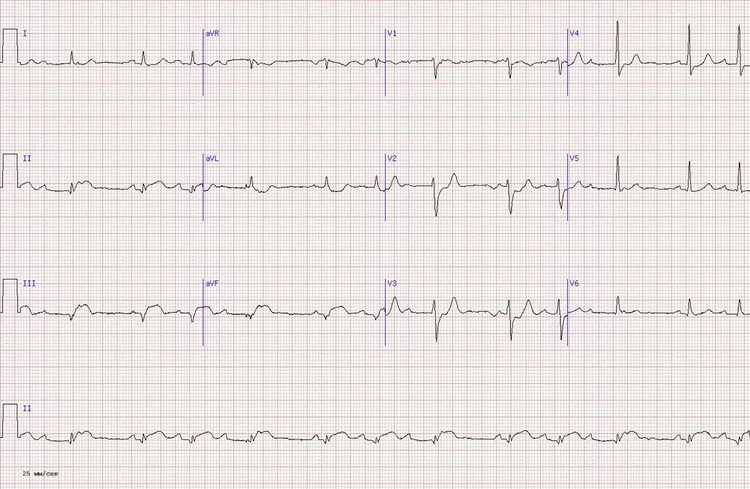 I aVR V1 V4
II aVL V2 V5
III aVF V3 V6
II
25 мм/сек